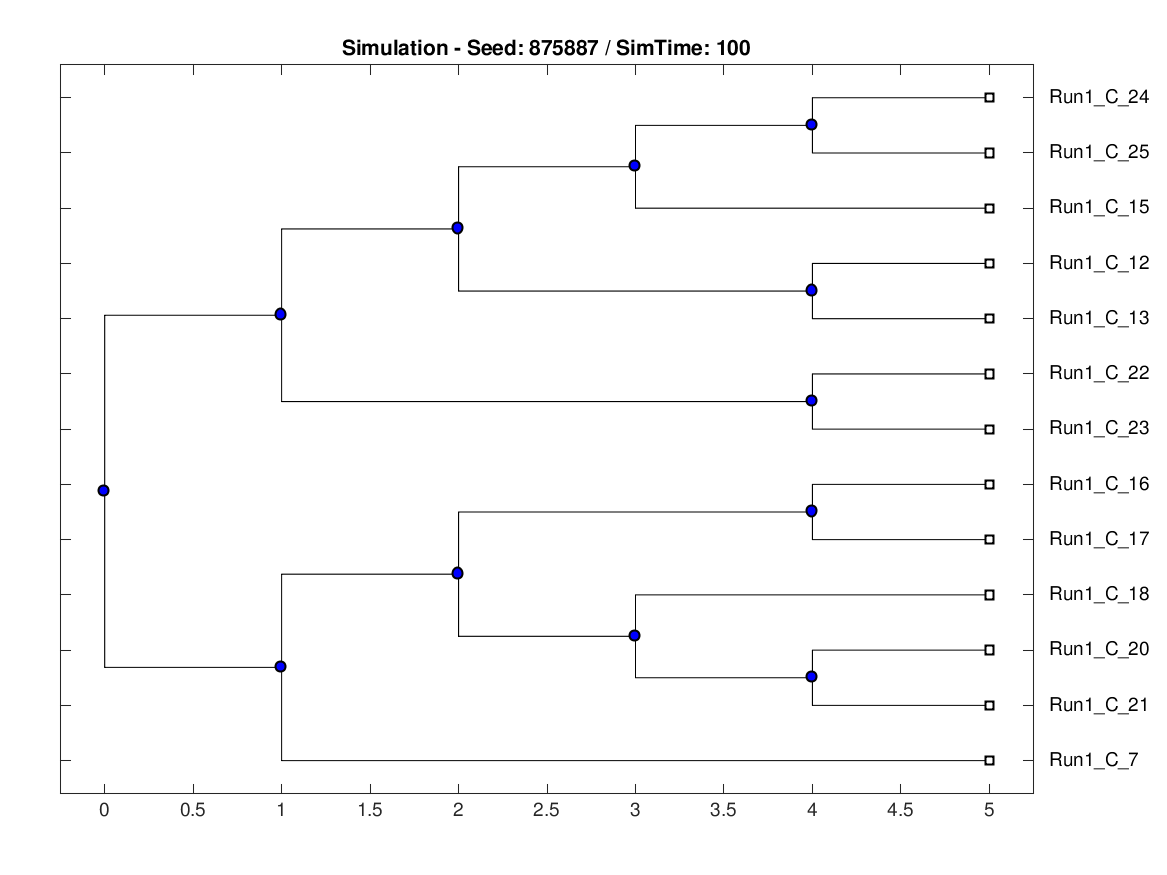 Simulation - Seed: 875887 / SimTime: 100
Run1_C_24
Run1_C_25
Run1_C_15
Run1_C_12
Run1_C_13
Run1_C_22
Run1_C_23
Run1_C_16
Run1_C_17
Run1_C_18
Run1_C_20
Run1_C_21
Run1_C_7
0 0.5 1 1.5 2 2.5 3 3.5 4 4.5 5